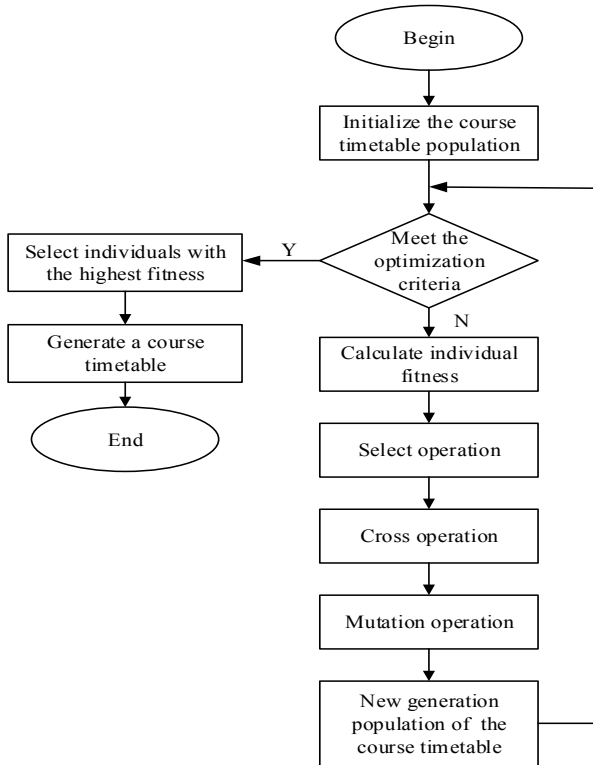 Begin
Initialize the course
timetable population
Meet the
optimization
criteria
Y
Select individuals with
the highest fitness
Generate a course
timetable
End
N
Calculate individual
fitness
Select operation
Cross operation
Mutation operation
New generation
population of the
course timetable